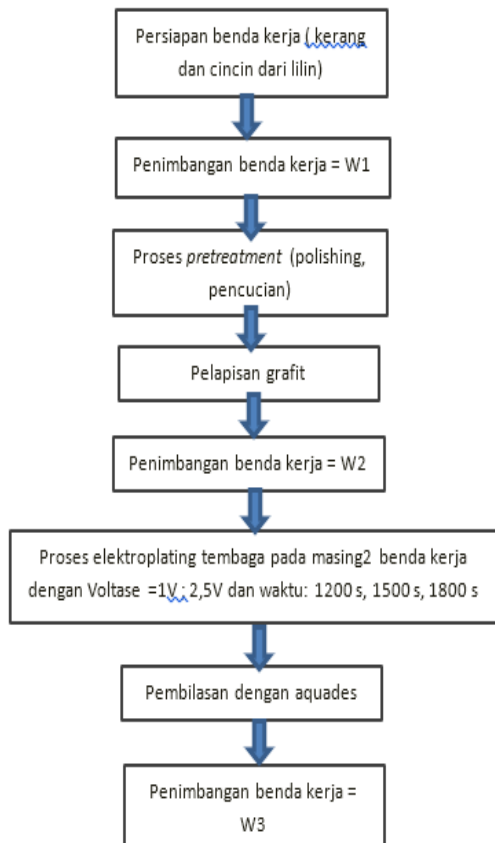 Persiapan benda kerja ( kerang
dan cincin dari lilin)
Penimbangan benda kerja = W1
Proses pretreatment (polishing,
pencucian)
Pelapisan grafit
Penimbangan benda kerja = W2
Proses elektroplating tembaga pada masing2 benda kerja
dengan Voltase =1V ; 2,5V dan waktu: 1200 s, 1500 s, 1800 s
Pembilasan dengan aquades
Penimbangan benda kerja =
W3